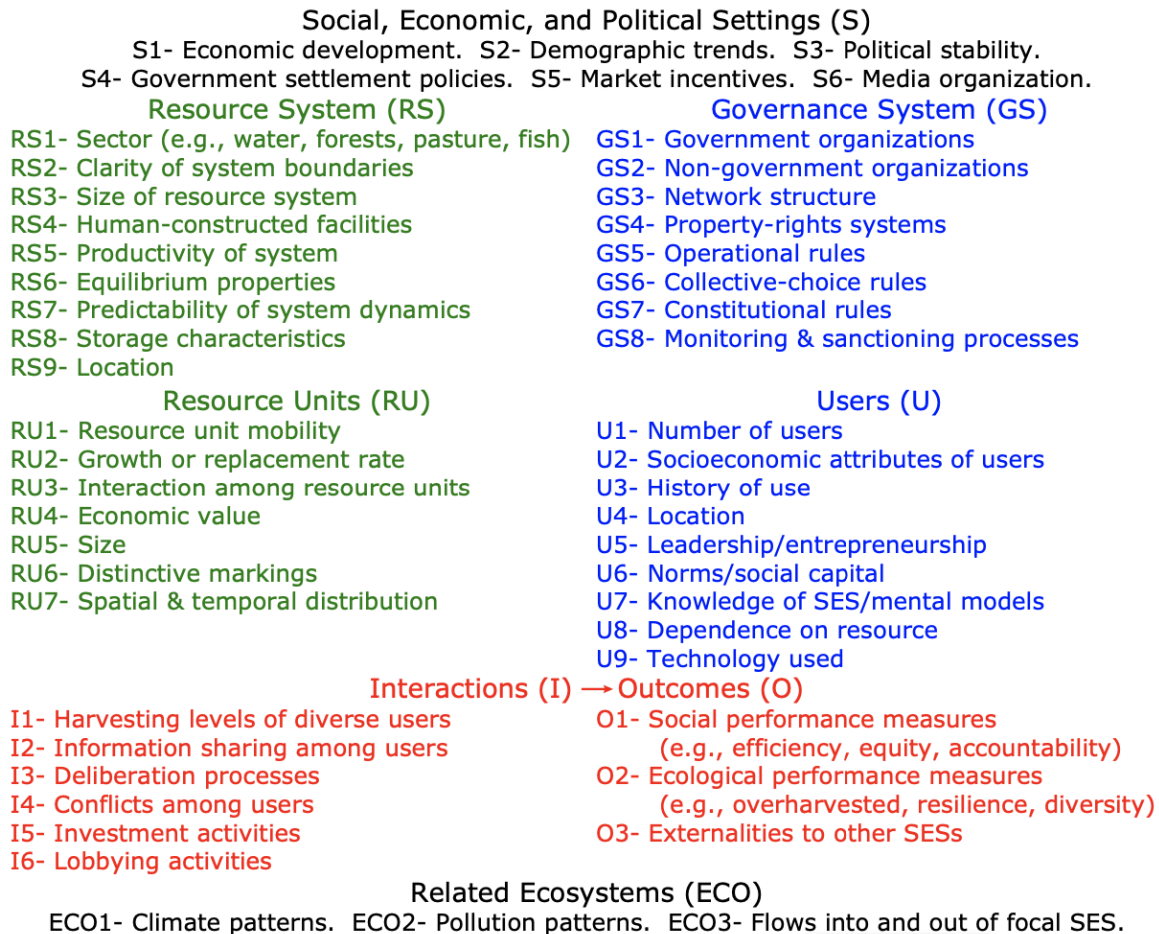 Social, Economic, and Political Settings (S)
S1- Economic development.  S2- Demographic trends.  S3- Political stability.
S4- Government settlement policies.  S5- Market incentives.  S6- Media organization.
Resource System (RS)
RS1- Sector (e.g., water, forests, pasture, fish)
RS2- Clarity of system boundaries
RS3- Size of resource system
RS4- Human-constructed facilities
RS5- Productivity of system
RS6- Equilibrium properties
RS7- Predictability of system dynamics
RS8- Storage characteristics
RS9- Location
Governance System (GS)
GS1- Government organizations
GS2- Non-government organizations
GS3- Network structure
GS4- Property-rights systems
GS5- Operational rules
GS6- Collective-choice rules
GS7- Constitutional rules
GS8- Monitoring & sanctioning processes
Resource Units (RU)
RU1- Resource unit mobility
RU2- Growth or replacement rate
RU3- Interaction among resource units
RU4- Economic value
RU5- Size
RU6- Distinctive markings
RU7- Spatial & temporal distribution
Users (U)
U1- Number of users
U2- Socioeconomic attributes of users
U3- History of use
U4- Location
U5- Leadership/entrepreneurship
U6- Norms/social capital
U7- Knowledge of SES/mental models
U8- Dependence on resource
U9- Technology used
Interactions (I) → Outcomes (O)
I1- Harvesting levels of diverse users
I2- Information sharing among users
I3- Deliberation processes
I4- Conflicts among users
I5- Investment activities
I6- Lobbying activities
O1- Social performance measures
(e.g., efficiency, equity, accountability)
O2- Ecological performance measures
(e.g., overharvested, resilience, diversity)
O3- Externalities to other SESs
Related Ecosystems (ECO)
ECO1- Climate patterns.  ECO2- Pollution patterns.  ECO3- Flows into and out of focal SES.